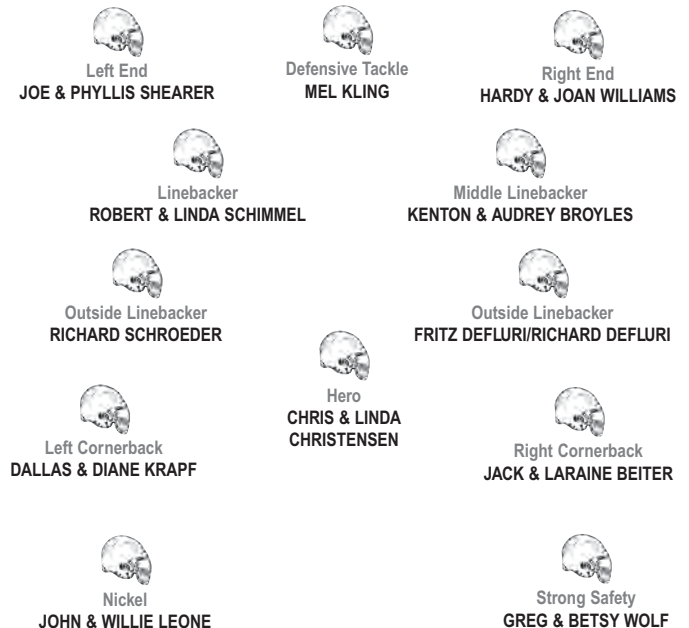 Left End
JOE & PHYLLIS SHEARER
Defensive Tackle
MEL KLING
Right End
HARDY & JOAN WILLIAMS
Linebacker
ROBERT & LINDA SCHIMMEL
Middle Linebacker
KENTON & AUDREY BROYLES
Outside Linebacker
RICHARD SCHROEDER
Outside Linebacker
FRITZ DEFLURI/RICHARD DEFLURI
Hero
CHRIS & LINDA
CHRISTENSEN
Left Cornerback
DALLAS & DIANE KRAPF
Right Cornerback
JACK & LARAINE BEITER
Nickel
JOHN & WILLIE LEONE
Strong Safety
GREG & BETSY WOLF